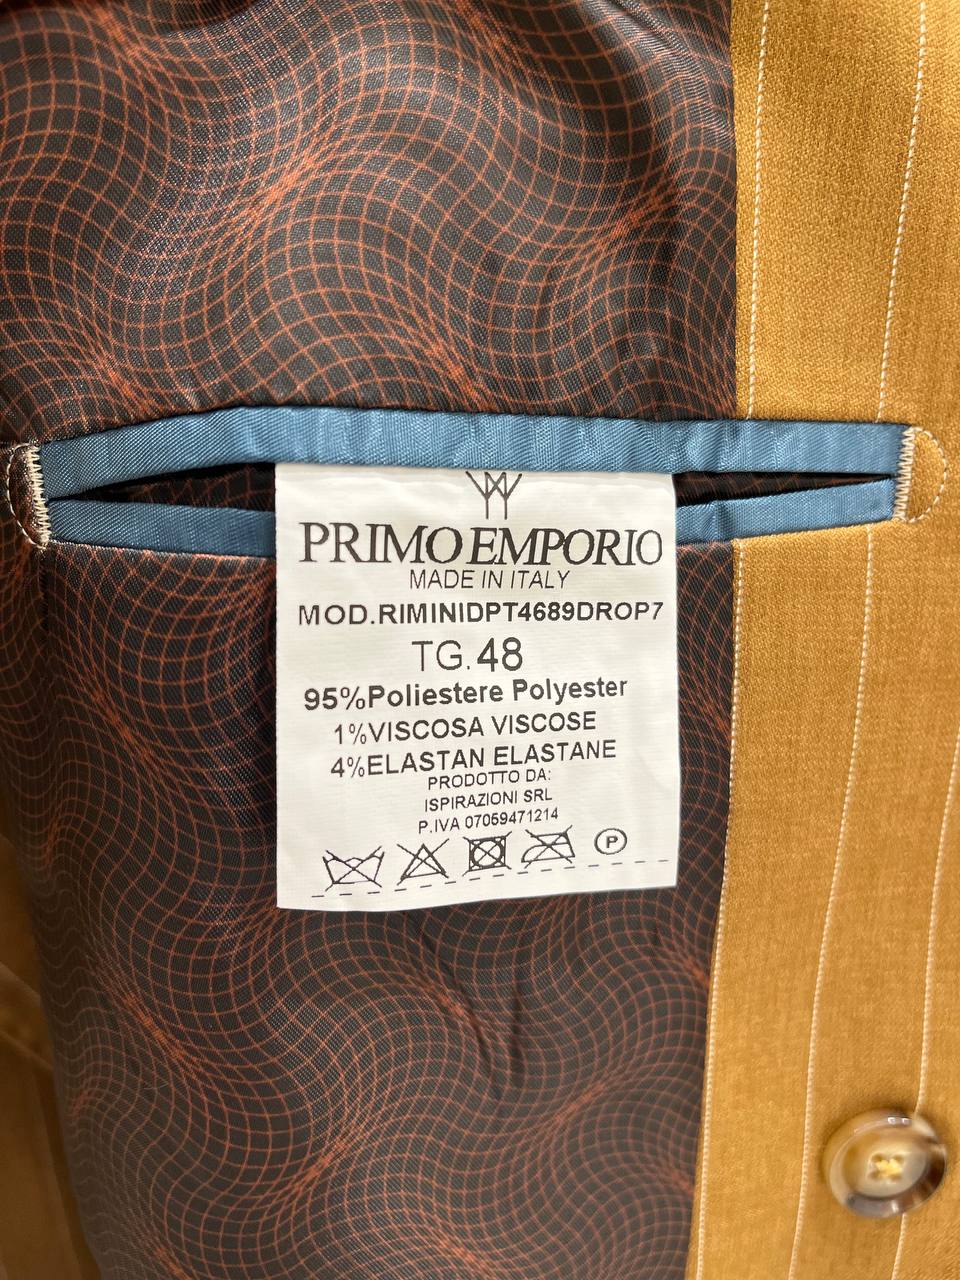 PRIMO EMPORIO
MADE IN ITALY
MOD.RIMINIDPT4689DROP7
TG.48
95%Poliestere Polyester
1%VISCOSA VISCOSE
4%ELASTAN ELASTANE
PRODOTTO DA:
ISPIRAZIONI SRL
P.IVA 07059471214
P